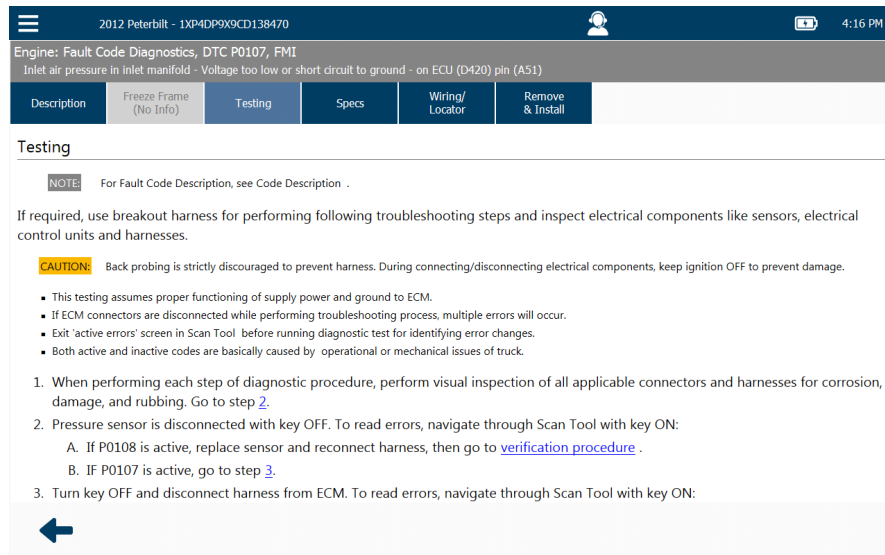 2012 Peterbilt - 1XP4DP9X9CD138470
4:16 PM
Engine: Fault Code Diagnostics, DTC P0107, FMI
Inlet air pressure in inlet manifold - Voltage too low or short circuit to ground - on ECU (D420) pin (A51)
Description
Freeze Frame
(No Info)
Testing
Specs
Wiring/
Locator
Remove
& Install
Testing
NOTE: For Fault Code Description, see Code Description .
If required, use breakout harness for performing following troubleshooting steps and inspect electrical components like sensors, electrical
control units and harnesses.
CAUTION: Back probing is strictly discouraged to prevent harness. During connecting/disconnecting electrical components, keep ignition OFF to prevent damage.
▪ This testing assumes proper functioning of supply power and ground to ECM.
▪ If ECM connectors are disconnected while performing troubleshooting process, multiple errors will occur.
▪ Exit 'active errors' screen in Scan Tool before running diagnostic test for identifying error changes.
▪ Both active and inactive codes are basically caused by operational or mechanical issues of truck.
1. When performing each step of diagnostic procedure, perform visual inspection of all applicable connectors and harnesses for corrosion,
damage, and rubbing. Go to step 2.
2. Pressure sensor is disconnected with key OFF. To read errors, navigate through Scan Tool with key ON:
A. If P0108 is active, replace sensor and reconnect harness, then go to verification procedure .
B. IF P0107 is active, go to step 3.
3. Turn key OFF and disconnect harness from ECM. To read errors, navigate through Scan Tool with key ON: